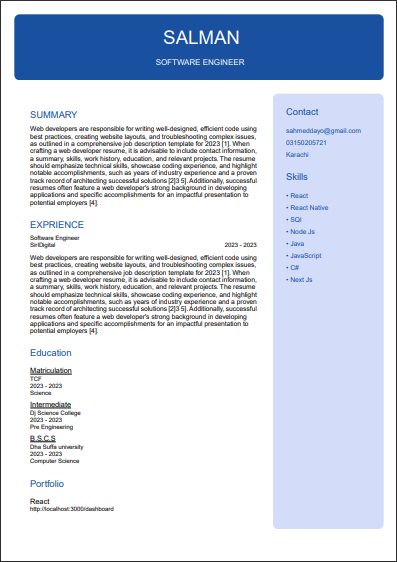 SALMAN
SOFTWARE ENGINEER
SUMMARY
Web developers are responsible for writing well-designed, efficient code using
best practices, creating website layouts, and troubleshooting complex issues,
as outlined in a comprehensive job description template for 2023 [1]. When
crafting a web developer resume, it is advisable to include contact information,
a summary, skills, work history, education, and relevant projects. The resume
should emphasize technical skills, showcase coding experience, and highlight
notable accomplishments, such as years of industry experience and a proven
track record of architecting successful solutions [2][3 5]. Additionally, successful
resumes often feature a web developer's strong background in developing
applications and specific accomplishments for an impactful presentation to
potential employers [4].
EXPRIENCE
Software Engineer
SirlDigital 2023 - 2023
Web developers are responsible for writing well-designed, efficient code using
best practices, creating website layouts, and troubleshooting complex issues,
as outlined in a comprehensive job description template for 2023 [1]. When
crafting a web developer resume, it is advisable to include contact information,
a summary, skills, work history, education, and relevant projects. The resume
should emphasize technical skills, showcase coding experience, and highlight
notable accomplishments, such as years of industry experience and a proven
track record of architecting successful solutions [2][3 5]. Additionally, successful
resumes often feature a web developer's strong background in developing
applications and specific accomplishments for an impactful presentation to
potential employers [4].
Education
Matriculation
TCF
2023 - 2023
Science
Intermediate
Dj Science College
2023 - 2023
Pre Engineering
B.S.C.S
Dha Suffa university
2023 - 2023
Computer Science
Portfolio
React
http://localhost:3000/dashboard
Contact
sahmeddayo@gmail.com
03150205721
Karachi
Skills
• React
• React Native
• SQl
• Node Js
• Java
• JavaScript
• C#
• Next Js